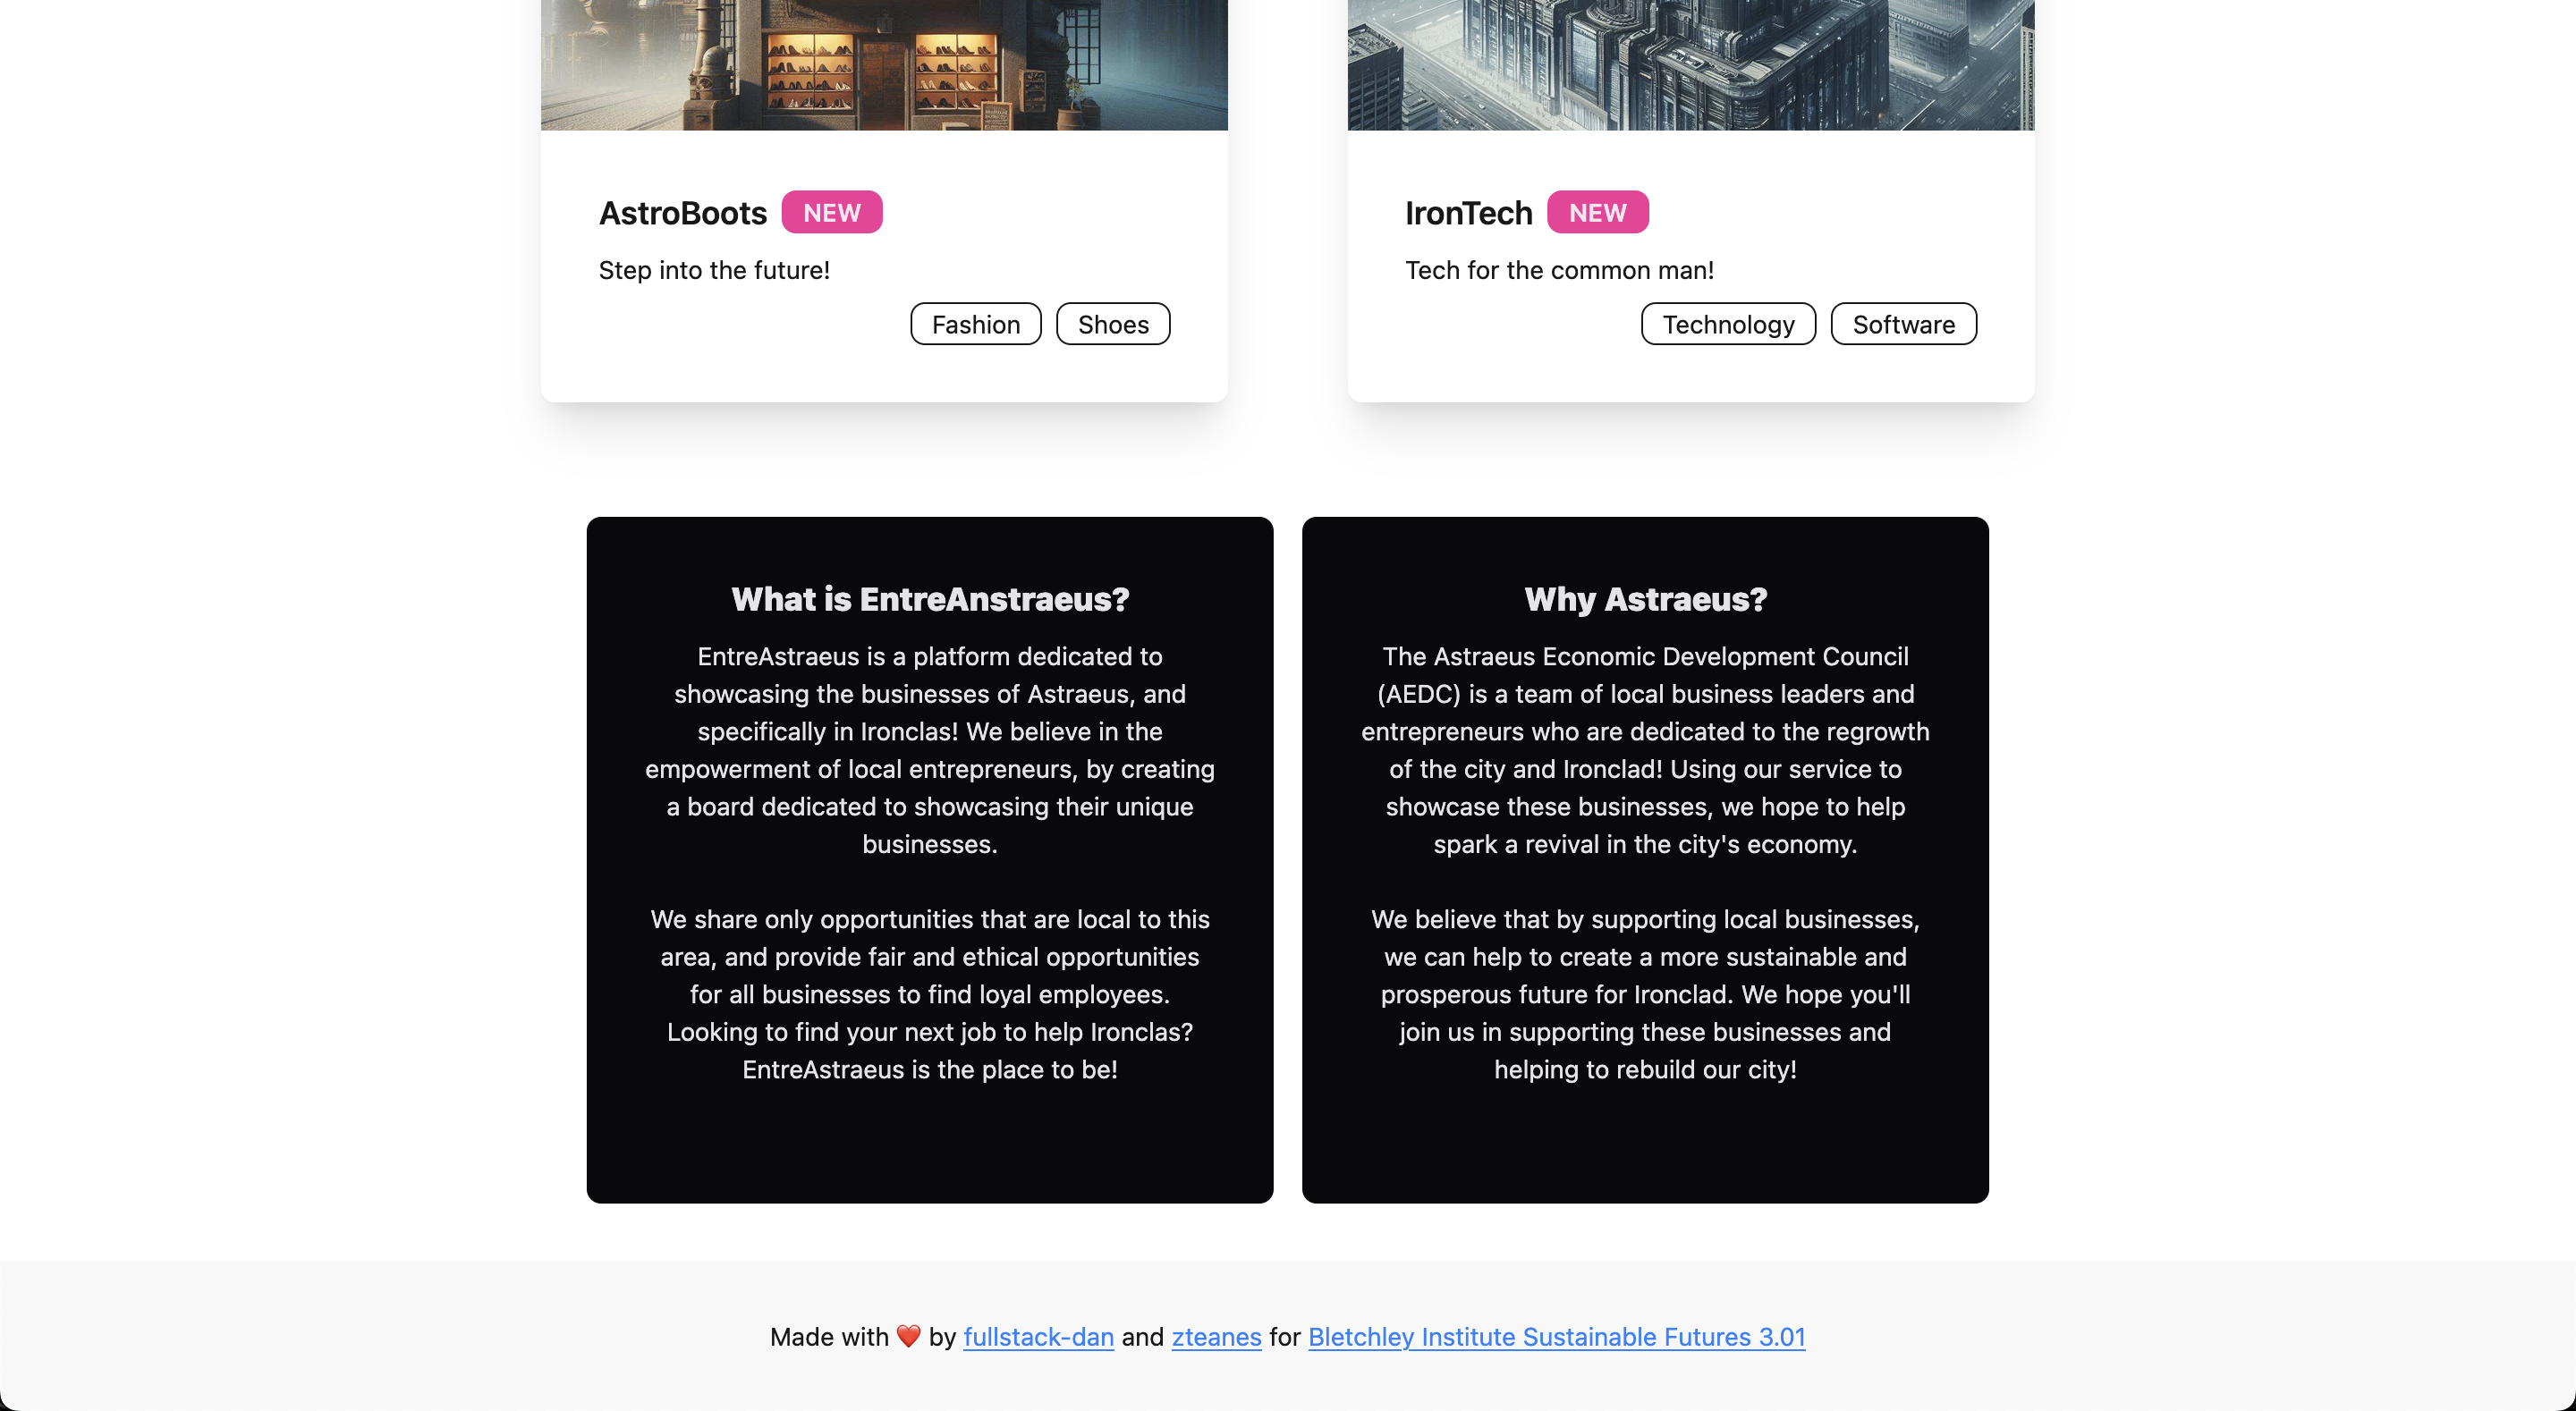 AstroBoots NEW
Step into the future!
Fashion Shoes
IronTech NEW
Tech for the common man!
Technology Software
What is EntreAnstraeus?
EntreAstraeus is a platform dedicated to
showcasing the businesses of Astraeus, and
specifically in Ironclas! We believe in the
empowerment of local entrepreneurs, by creating
a board dedicated to showcasing their unique
businesses.
We share only opportunities that are local to this
area, and provide fair and ethical opportunities
for all businesses to find loyal employees.
Looking to find your next job to help Ironclas?
EntreAstraeus is the place to be!
Why Astraeus?
The Astraeus Economic Development Council
(AEDC) is a team of local business leaders and
entrepreneurs who are dedicated to the regrowth
of the city and Ironclad! Using our service to
showcase these businesses, we hope to help
spark a revival in the city's economy.
We believe that by supporting local businesses,
we can help to create a more sustainable and
prosperous future for Ironclad. We hope you'll
join us in supporting these businesses and
helping to rebuild our city!
Made with ❤️ by fullstack-dan and zteanes for Bletchley Institute Sustainable Futures 3.01